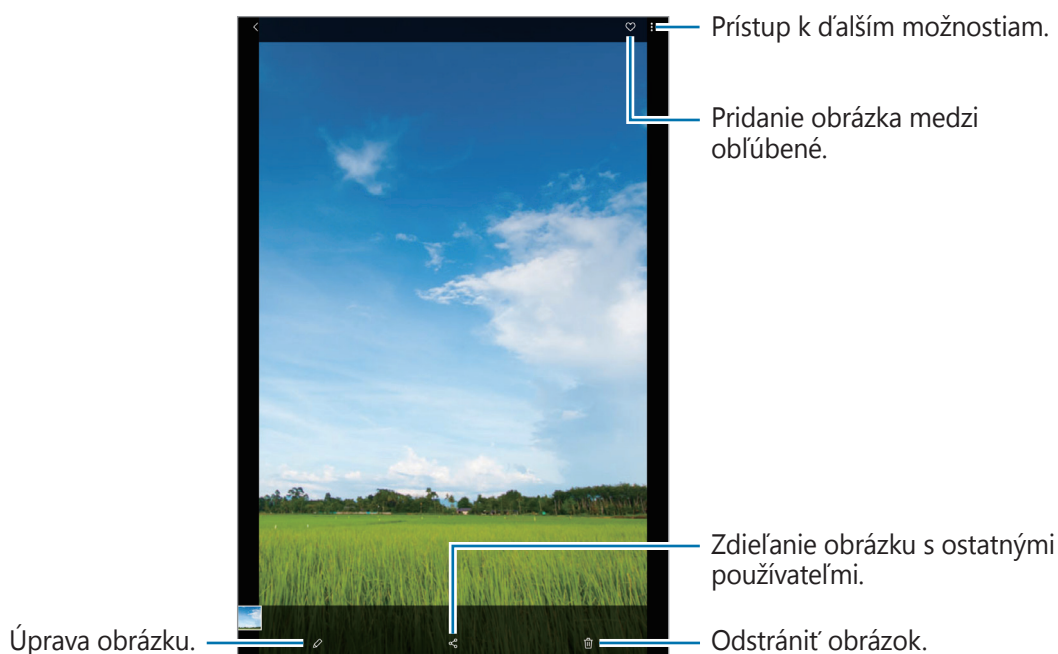 Prístup k ďalším možnostiam.
Pridanie obrázka medzi
obľúbené.
Zdieľanie obrázku s ostatnými
používateľmi.
Úprava obrázku.
Odstrániť obrázok.